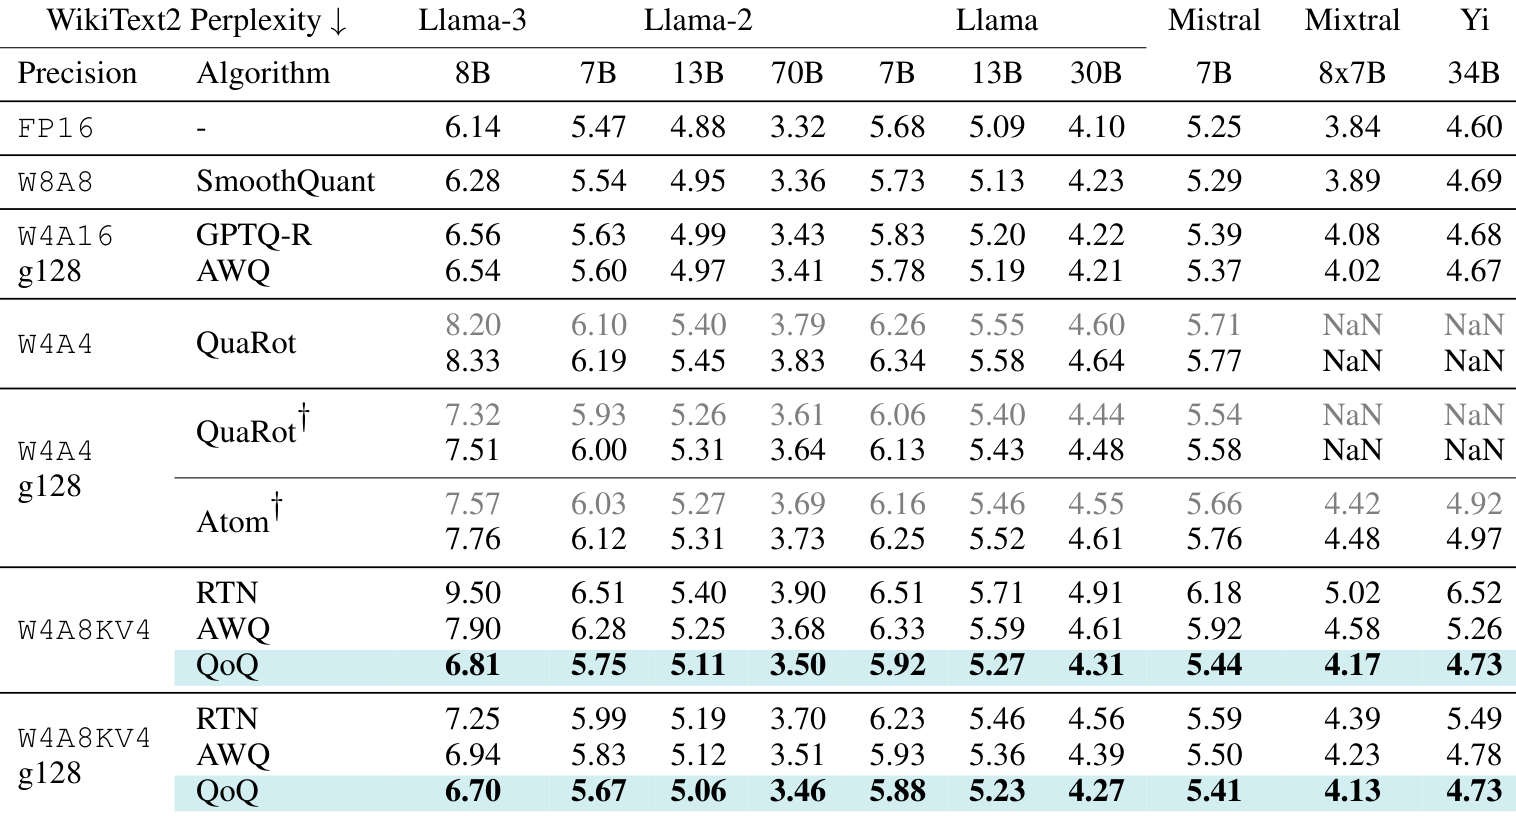 WikiText2 Perplexity ↓ Llama-3 Llama-2 Llama Mistral Mixtral Yi
Precision Algorithm 8B 7B 13B 70B 7B 13B 30B 7B 8x7B 34B
FP16 - 6.14 5.47 4.88 3.32 5.68 5.09 4.10 5.25 3.84 4.60
W8A8 SmoothQuant 6.28 5.54 4.95 3.36 5.73 5.13 4.23 5.29 3.89 4.69
W4A16 GPTQ-R 6.56 5.63 4.99 3.43 5.83 5.20 4.22 5.39 4.08 4.68
g128 AWQ 6.54 5.60 4.97 3.41 5.78 5.19 4.21 5.37 4.02 4.67
8.20 6.10 5.40 3.79 6.26 5.55 4.60 5.71 NaN NaN
W4A4 QuaRot
8.33 6.19 5.45 3.83 6.34 5.58 4.64 5.77 NaN NaN
7.32 5.93 5.26 3.61 6.06 5.40 4.44 5.54 NaN NaN
QuaRot†
W4A4 7.51 6.00 5.31 3.64 6.13 5.43 4.48 5.58 NaN NaN
g128
7.57 6.03 5.27 3.69 6.16 5.46 4.55 5.66 4.42 4.92
Atom†
7.76 6.12 5.31 3.73 6.25 5.52 4.61 5.76 4.48 4.97
RTN 9.50 6.51 5.40 3.90 6.51 5.71 4.91 6.18 5.02 6.52
W4A8KV4 AWQ 7.90 6.28 5.25 3.68 6.33 5.59 4.61 5.92 4.58 5.26
QoQ 6.81 5.75 5.11 3.50 5.92 5.27 4.31 5.44 4.17 4.73
RTN 7.25 5.99 5.19 3.70 6.23 5.46 4.56 5.59 4.39 5.49
W4A8KV4 AWQ 6.94 5.83 5.12 3.51 5.93 5.36 4.39 5.50 4.23 4.78
g128 QoQ 6.70 5.67 5.06 3.46 5.88 5.23 4.27 5.41 4.13 4.73